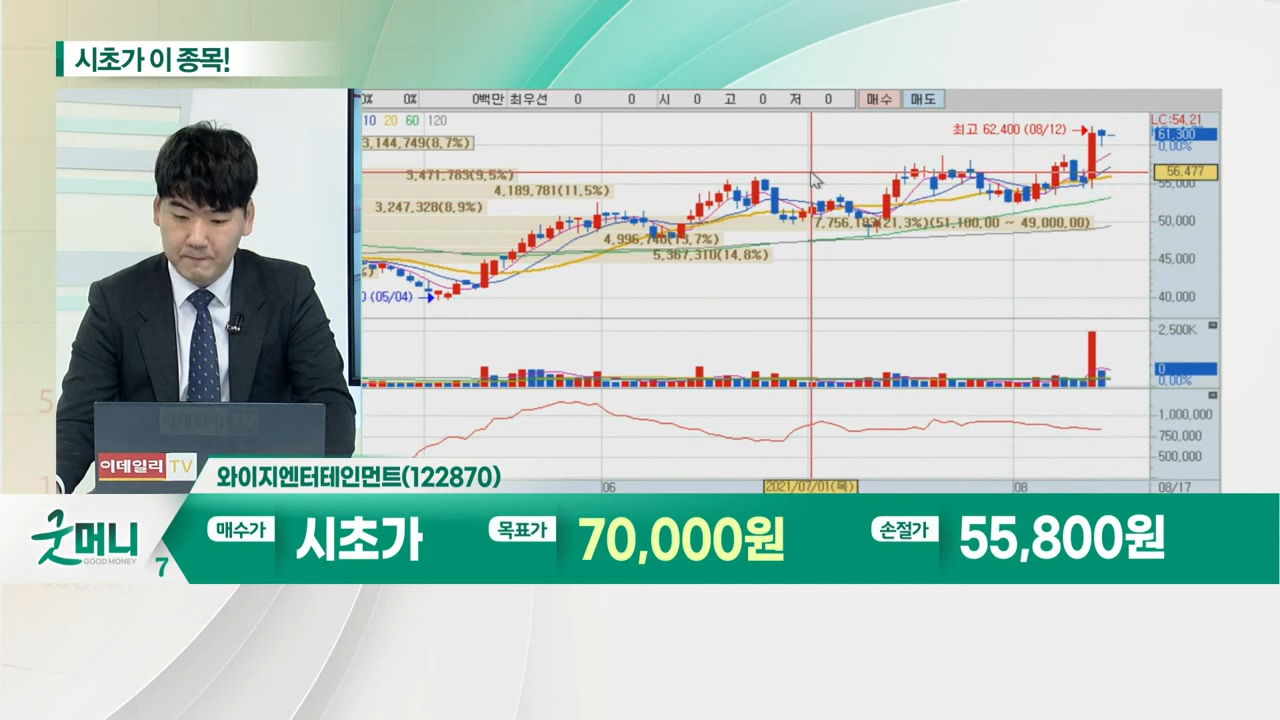 시초가 이 종목!
0% 0% 0백만 최우선 0 0 시 0 고 0 저 0 매수 매도
10 20 60 120
최고 62,400 (08/12)
LC:54.21
61,300
0,00%
3,144,749(8,7%)
3,471,783(9,5%)
56,477
55,000
4,189,781(11,5%)
3,247,328(8,9%)
7,756,193(21,3%)(51,100,00 ~ 49,000,00)
50,000
4,996,740(13,7%)
5,367,310(14,8%)
45,000
0 (05/04)
40,000
2,500K
0
0,00%
1,000,000
750,000
500,000
06 2021/07/01(목) 08 08/17
이데일리 TV
와이지엔터테인먼트(122870)
굿머니
GOOD MONEY
7
매수가 시초가 목표가 70,000원 손절가 55,800원